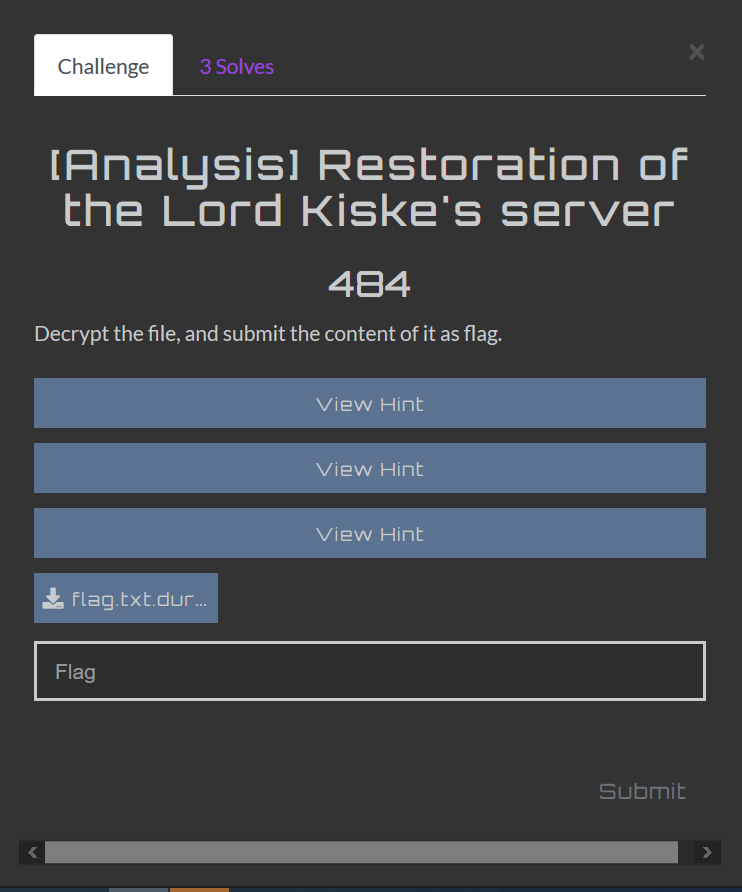 Challenge
3 Solves
×
[Analysis] Restoration of
the Lord Kiske's server
484
Decrypt the file, and submit the content of it as flag.
View Hint
View Hint
View Hint
flag.txt.dur...
Flag
Submit